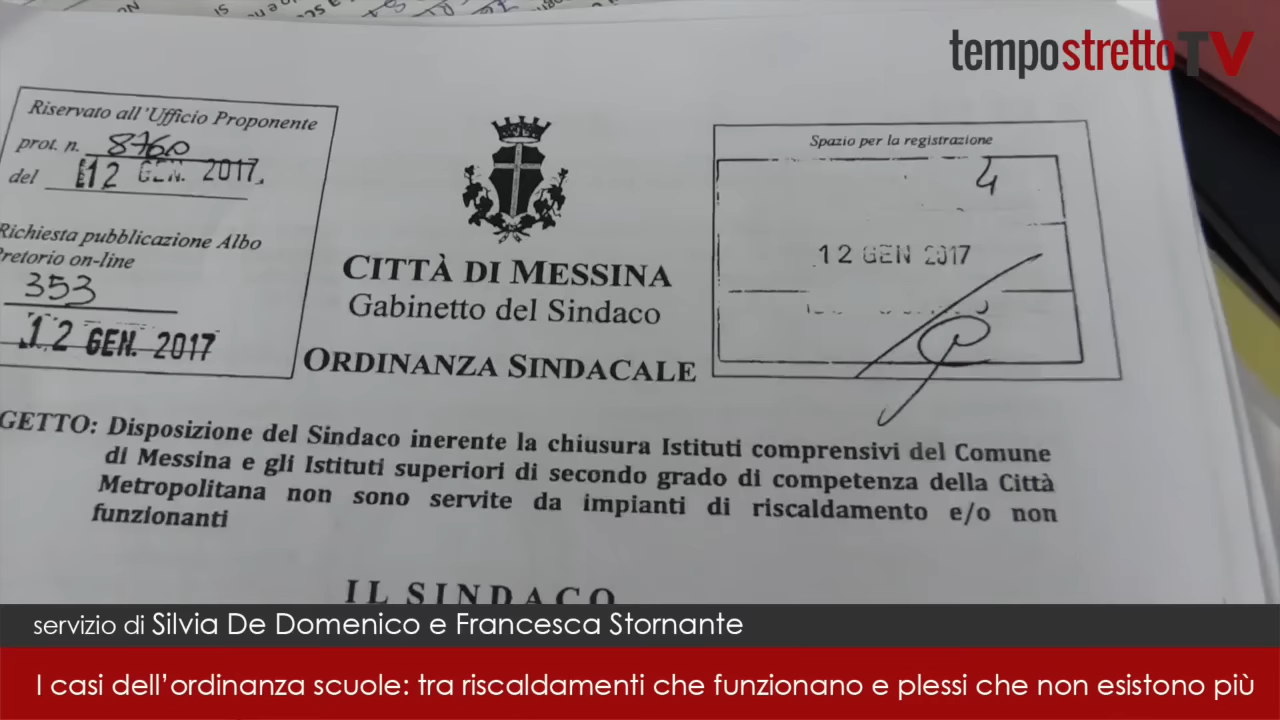 tempostrettoTV
Riservato all'Ufficio Proponente
prot. n. 8760
del 12 GEN. 2017
Richiesta pubblicazione Albo
Pretorio on-line
353
12 GEN. 2017
CITTÀ DI MESSINA
Gabinetto del Sindaco
ORDINANZA SINDACALE
Spazio per la registrazione
4
12 GEN 2017
GETTO: Disposizione del Sindaco inerente la chiusura Istituti comprensivi del Comune
di Messina e gli Istituti superiori di secondo grado di competenza della Città
Metropolitana non sono servite da impianti di riscaldamento e/o non
funzionanti
IL SINDACO
servizio di Silvia De Domenico e Francesca Stornante
I casi dell'ordinanza scuole: tra riscaldamenti che funzionano e plessi che non esistono più